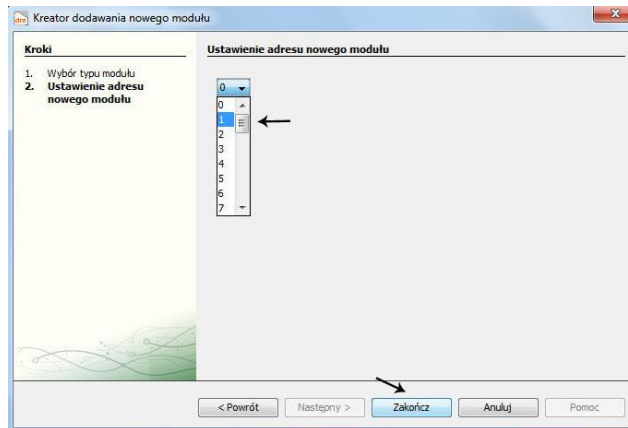 drm Kreator dodawania nowego modułu
Kroki
1. Wybór typu modułu
2. Ustawienie adresu
nowego modułu
Ustawienie adresu nowego modułu
0
0
1
2
3
4
5
6
7
< Powrót Następny > Zakończ Anuluj Pomoc